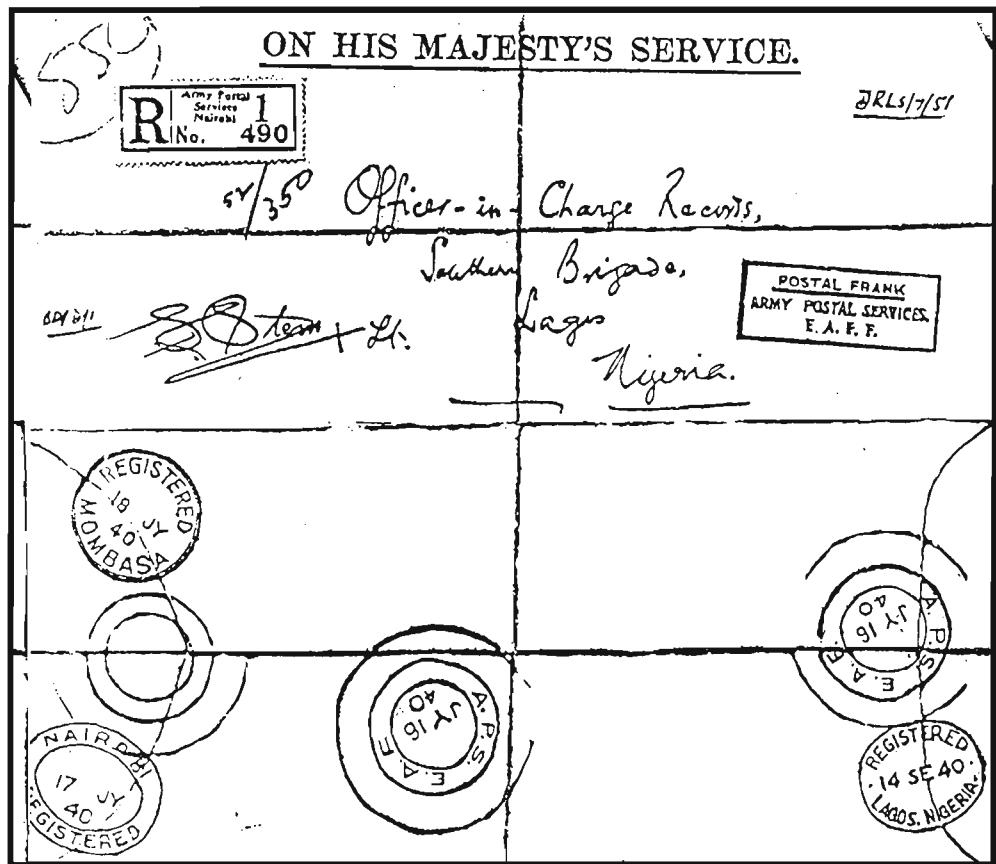 ON HIS MAJESTY'S SERVICE.
R
Army Postal
Services
Nairobi
1
No. 490
DRLS/7/51
52/35
Officer-in-Charge Records,
Southern Brigade,
Lagos
Nigeria.
Lt.
POSTAL FRANK
ARMY POSTAL SERVICES.
E. A. F. F.
REGISTERED
18 JY
40
MOMBASA
A. P. S.
JY 16
40
E. A. F.
A. P. S.
JY 16
40
E. A. F.
NAIROBI
17 JY
40
REGISTERED
REGISTERED
14 SE 40
LAGOS. NIGERIA.